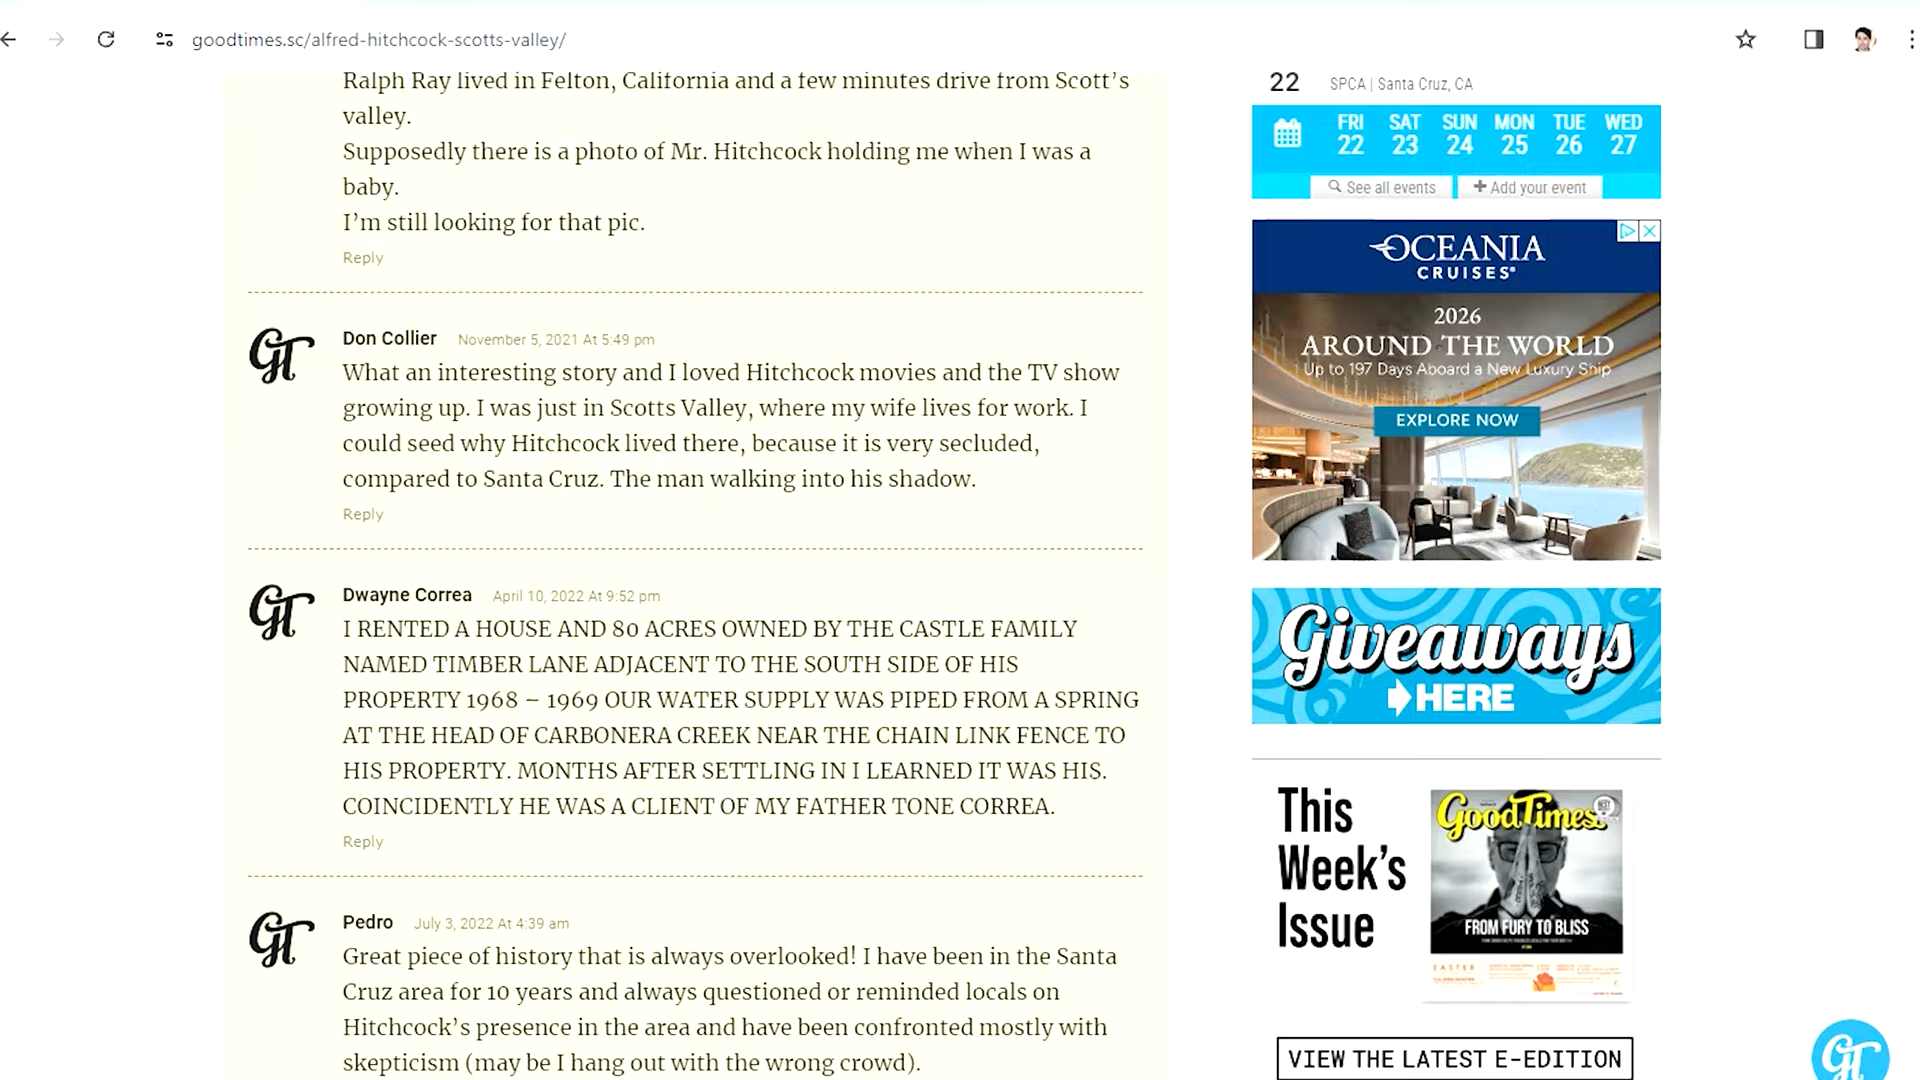 goodtimes.sc/alfred-hitchcock-scotts-valley/
Ralph Ray lived in Felton, California and a few minutes drive from Scott's
valley.
Supposedly there is a photo of Mr. Hitchcock holding me when I was a
baby.
I'm still looking for that pic.
Reply
Don Collier November 5, 2021 At 5:49 pm
What an interesting story and I loved Hitchcock movies and the TV show
growing up. I was just in Scotts Valley, where my wife lives for work. I
could seed why Hitchcock lived there, because it is very secluded,
compared to Santa Cruz. The man walking into his shadow.
Reply
Dwayne Correa April 10, 2022 At 9:52 pm
I RENTED A HOUSE AND 80 ACRES OWNED BY THE CASTLE FAMILY
NAMED TIMBER LANE ADJACENT TO THE SOUTH SIDE OF HIS
PROPERTY 1968 – 1969 OUR WATER SUPPLY WAS PIPED FROM A SPRING
AT THE HEAD OF CARBONERA CREEK NEAR THE CHAIN LINK FENCE TO
HIS PROPERTY. MONTHS AFTER SETTLING IN I LEARNED IT WAS HIS.
COINCIDENTLY HE WAS A CLIENT OF MY FATHER TONE CORREA.
Reply
Pedro July 3, 2022 At 4:39 am
Great piece of history that is always overlooked! I have been in the Santa
Cruz area for 10 years and always questioned or reminded locals on
Hitchcock's presence in the area and have been confronted mostly with
skepticism (may be I hang out with the wrong crowd).
GT
GT
GT
22 SPCA | Santa Cruz, CA
FRI SAT SUN MON TUE WED
22 23 24 25 26 27
See all events Add your event
OCEANIA
CRUISES®
2026
AROUND THE WORLD
Up to 197 Days Aboard a New Luxury Ship
EXPLORE NOW
Giveaways
HERE
This
Week's
Issue
GoodTimes
FROM FURY TO BLISS
EASTER
VIEW THE LATEST E-EDITION
GT